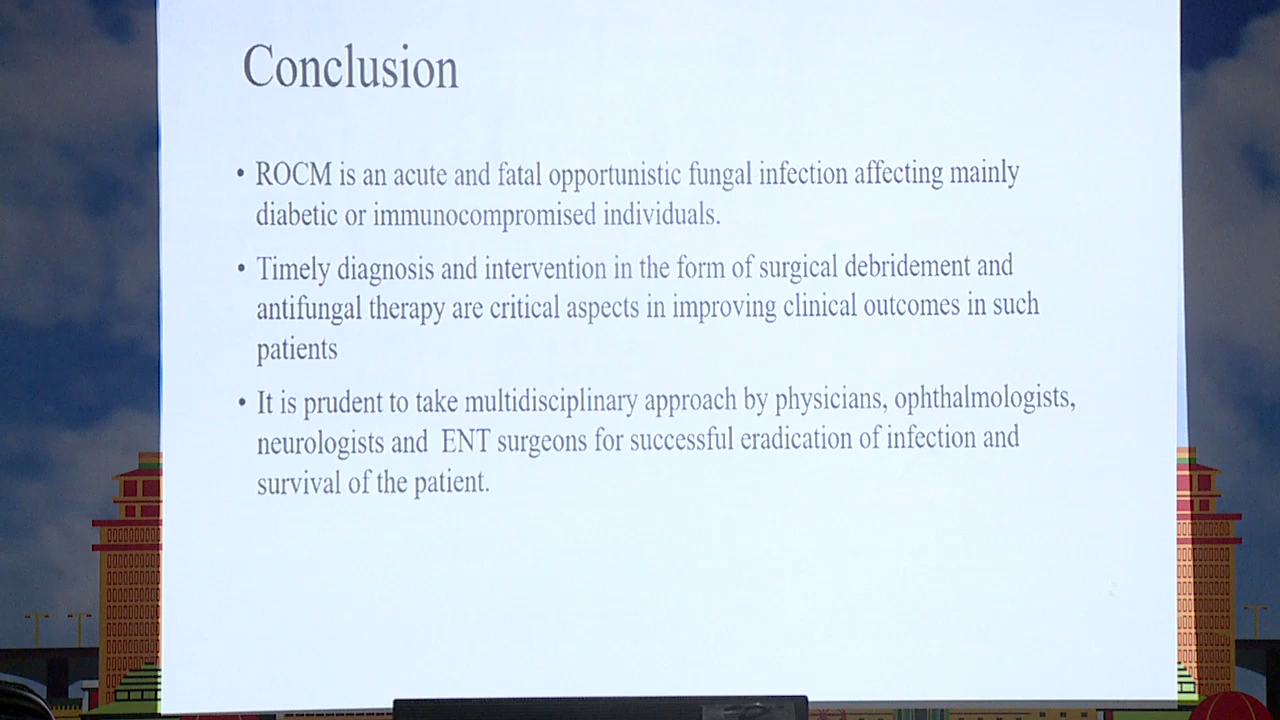 Conclusion
• ROCM is an acute and fatal opportunistic fungal infection affecting mainly
diabetic or immunocompromised individuals.
• Timely diagnosis and intervention in the form of surgical debridement and
antifungal therapy are critical aspects in improving clinical outcomes in such
patients
• It is prudent to take multidisciplinary approach by physicians, ophthalmologists,
neurologists and  ENT surgeons for successful eradication of infection and
survival of the patient.